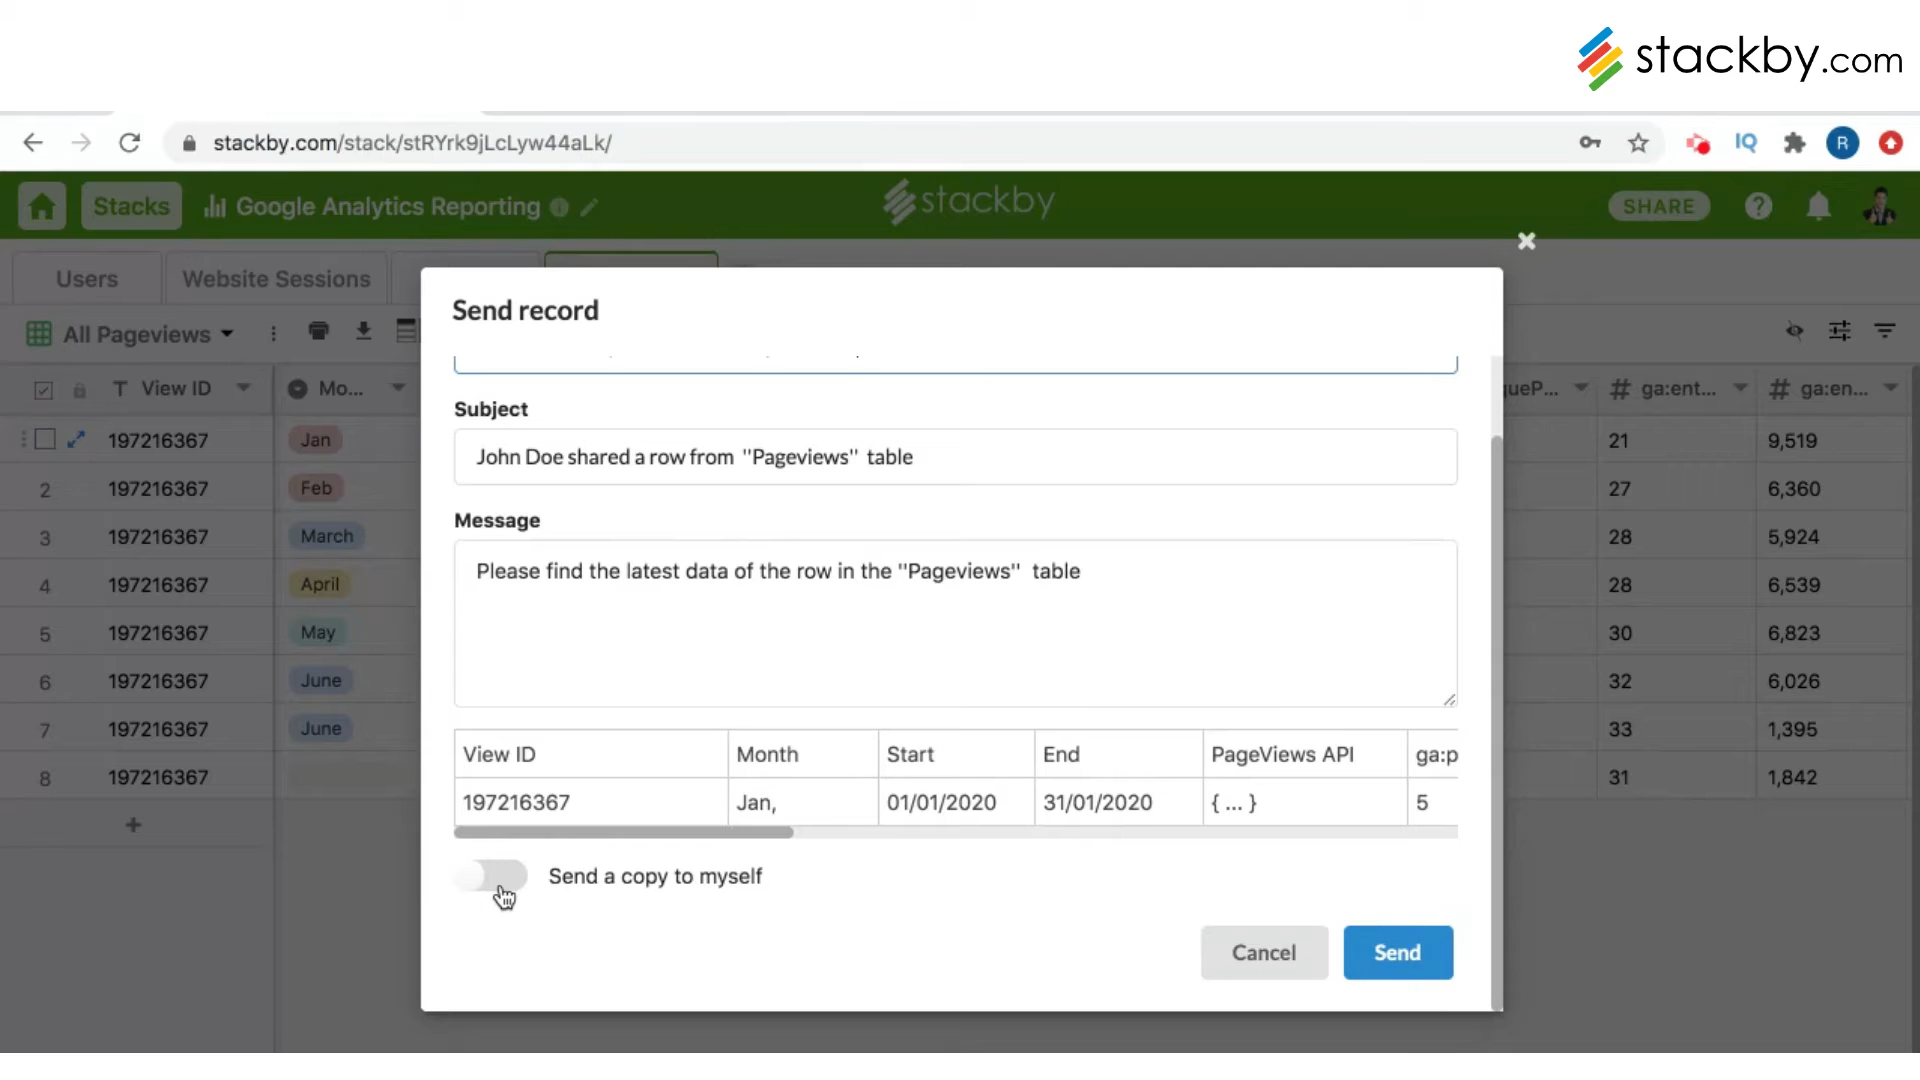 stackby.com
stackby.com/stack/stRYrk9jLcLyw44aLk/
IQ
R
Stacks
Google Analytics Reporting
stackby
SHARE
Users
Website Sessions
All Pageviews
Send record
Subject
John Doe shared a row from "Pageviews" table
Message
Please find the latest data of the row in the "Pageviews" table
View ID Month Start End PageViews API ga:p
197216367 Jan, 01/01/2020 31/01/2020 { ... } 5
Send a copy to myself
Cancel Send
View ID Mo... queP... # ga:ent... # ga:en...
197216367 Jan 21 9,519
2 197216367 Feb 27 6,360
3 197216367 March 28 5,924
4 197216367 April 28 6,539
5 197216367 May 30 6,823
6 197216367 June 32 6,026
7 197216367 June 33 1,395
8 197216367 31 1,842